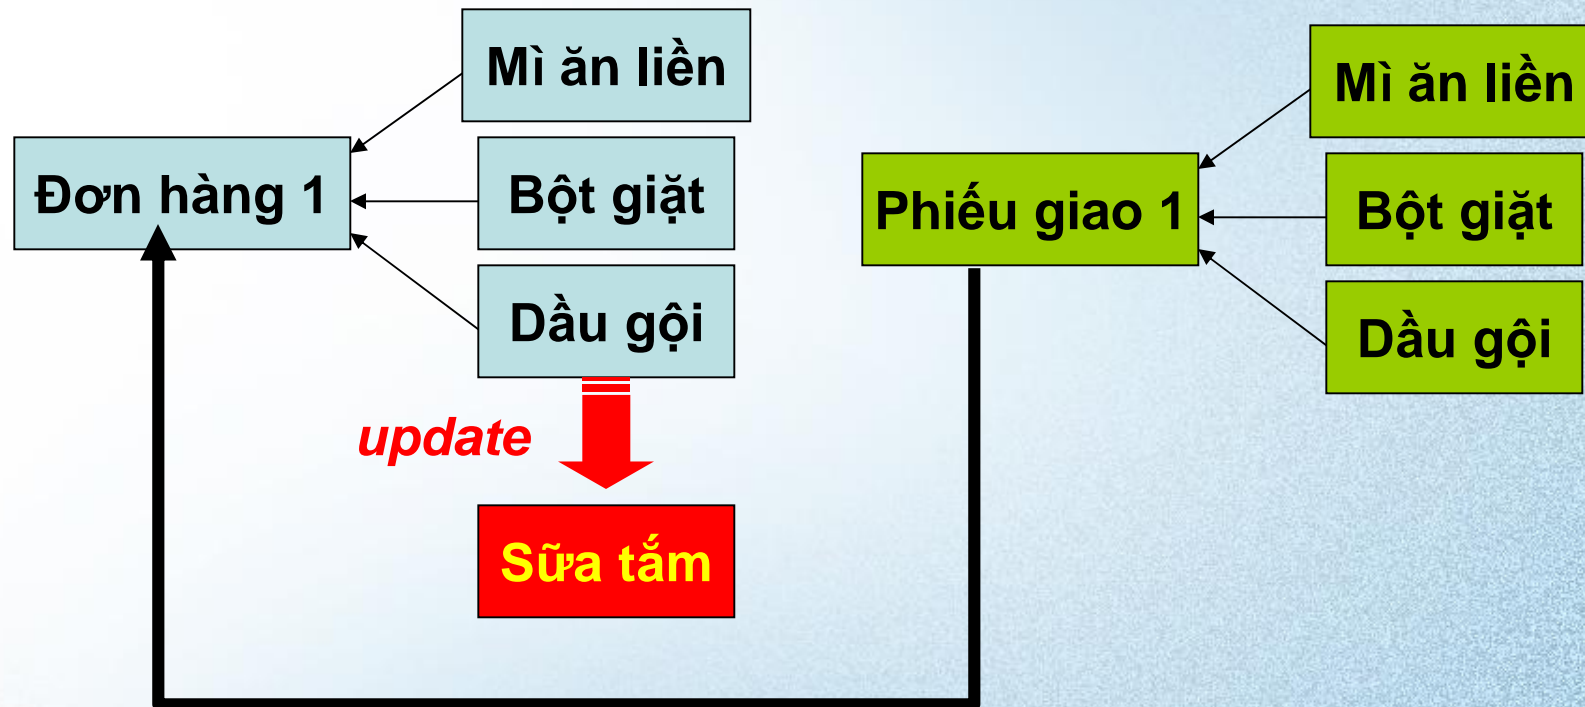 Mì ăn liền
Đơn hàng 1
Bột giặt
Dầu gội
update
Sữa tắm
Mì ăn liền
Phiếu giao 1
Bột giặt
Dầu gội